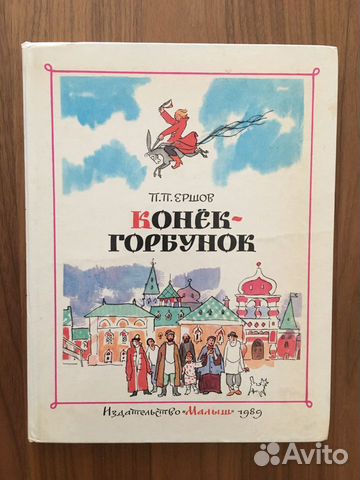 П.П. ЕРШОВ
КОНЁК-
ГОРБУНОК
Издательство «Малыш» 1989
Avito